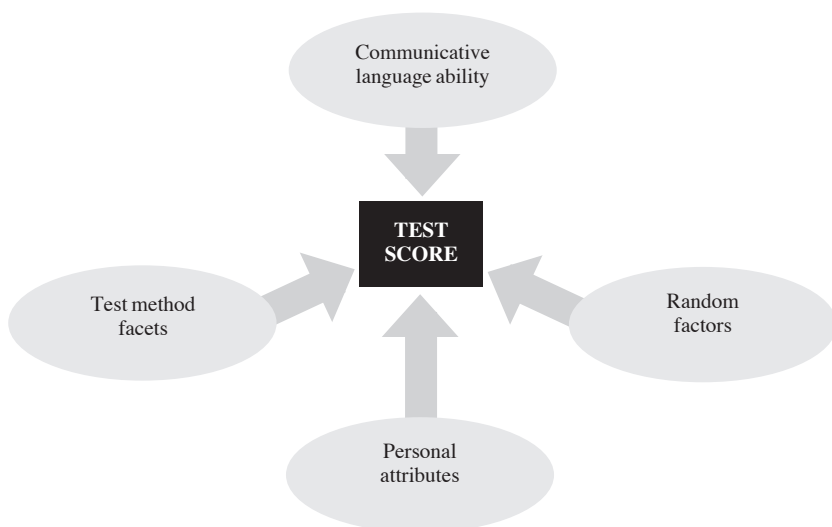 Communicative
language ability
TEST
SCORE
Test method
facets
Random
factors
Personal
attributes